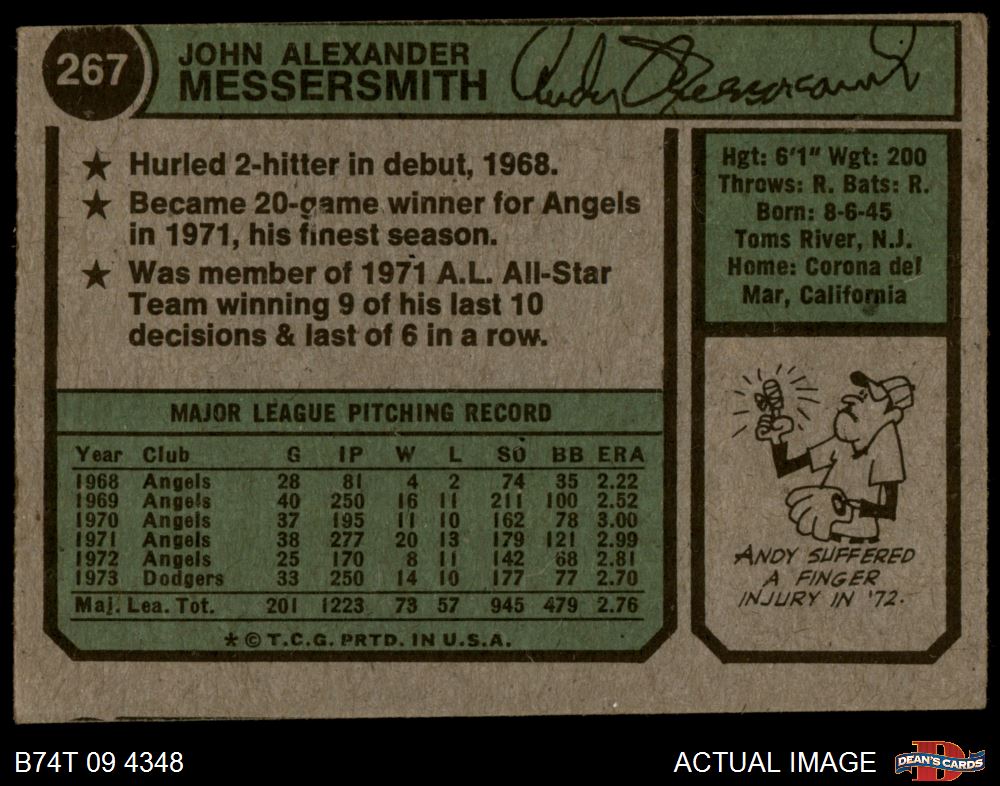 267
JOHN ALEXANDER
MESSERSMITH
Andy Messersmith
★ Hurled 2-hitter in debut, 1968.
★ Became 20-game winner for Angels
in 1971, his finest season.
★ Was member of 1971 A.L. All-Star
Team winning 9 of his last 10
decisions & last of 6 in a row.
Hgt: 6'1" Wgt: 200
Throws: R. Bats: R.
Born: 8-6-45
Toms River, N.J.
Home: Corona del
Mar, California
MAJOR LEAGUE PITCHING RECORD
Year Club G IP W L SO BB ERA
1968 Angels 28 81 4 2 74 35 2.22
1969 Angels 40 250 16 11 211 100 2.52
1970 Angels 37 195 11 10 162 78 3.00
1971 Angels 38 277 20 13 179 121 2.99
1972 Angels 25 170 8 11 142 68 2.81
1973 Dodgers 33 250 14 10 177 77 2.70
Maj. Lea. Tot. 201 1223 73 57 945 479 2.76
★ © T.C.G. PRTD. IN U.S.A.
ANDY SUFFERED
A FINGER
INJURY IN '72.
B74T 09 4348
ACTUAL IMAGE
DEAN'S CARDS